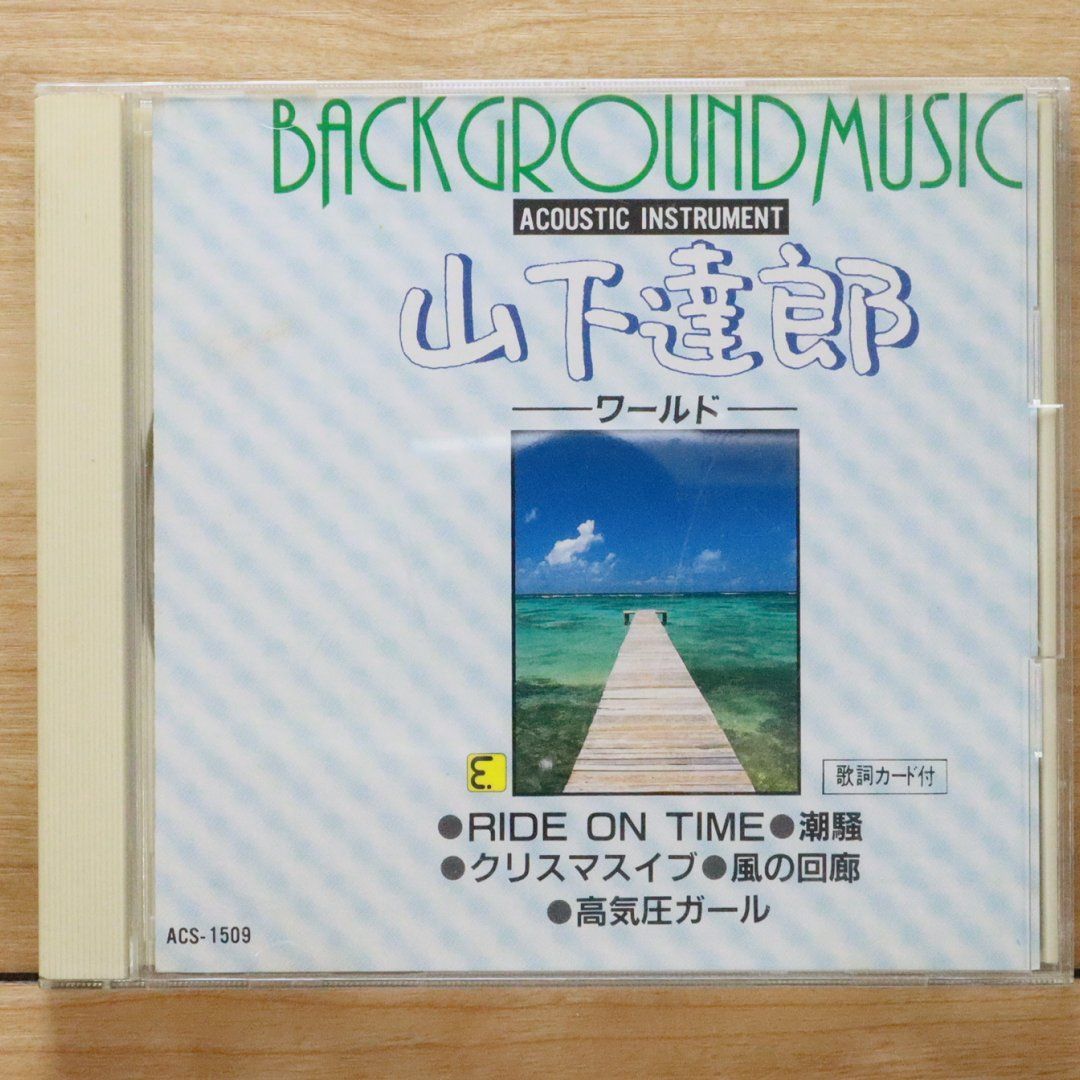 BACKGROUND MUSIC
ACOUSTIC INSTRUMENT
山下達郎
ワールド
E.
歌詞カード付
●RIDE ON TIME●潮騒
●クリスマスイブ●風の回廊
●高気圧ガール
ACS-1509